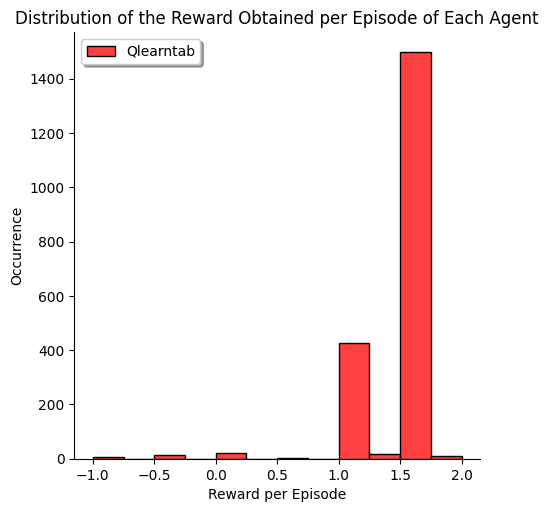 Distribution of the Reward Obtained per Episode of Each Agent
Qlearntab
1400
1200
1000
800
600
400
200
0
Occurrence
−1.0 −0.5 0.0 0.5 1.0 1.5 2.0
Reward per Episode